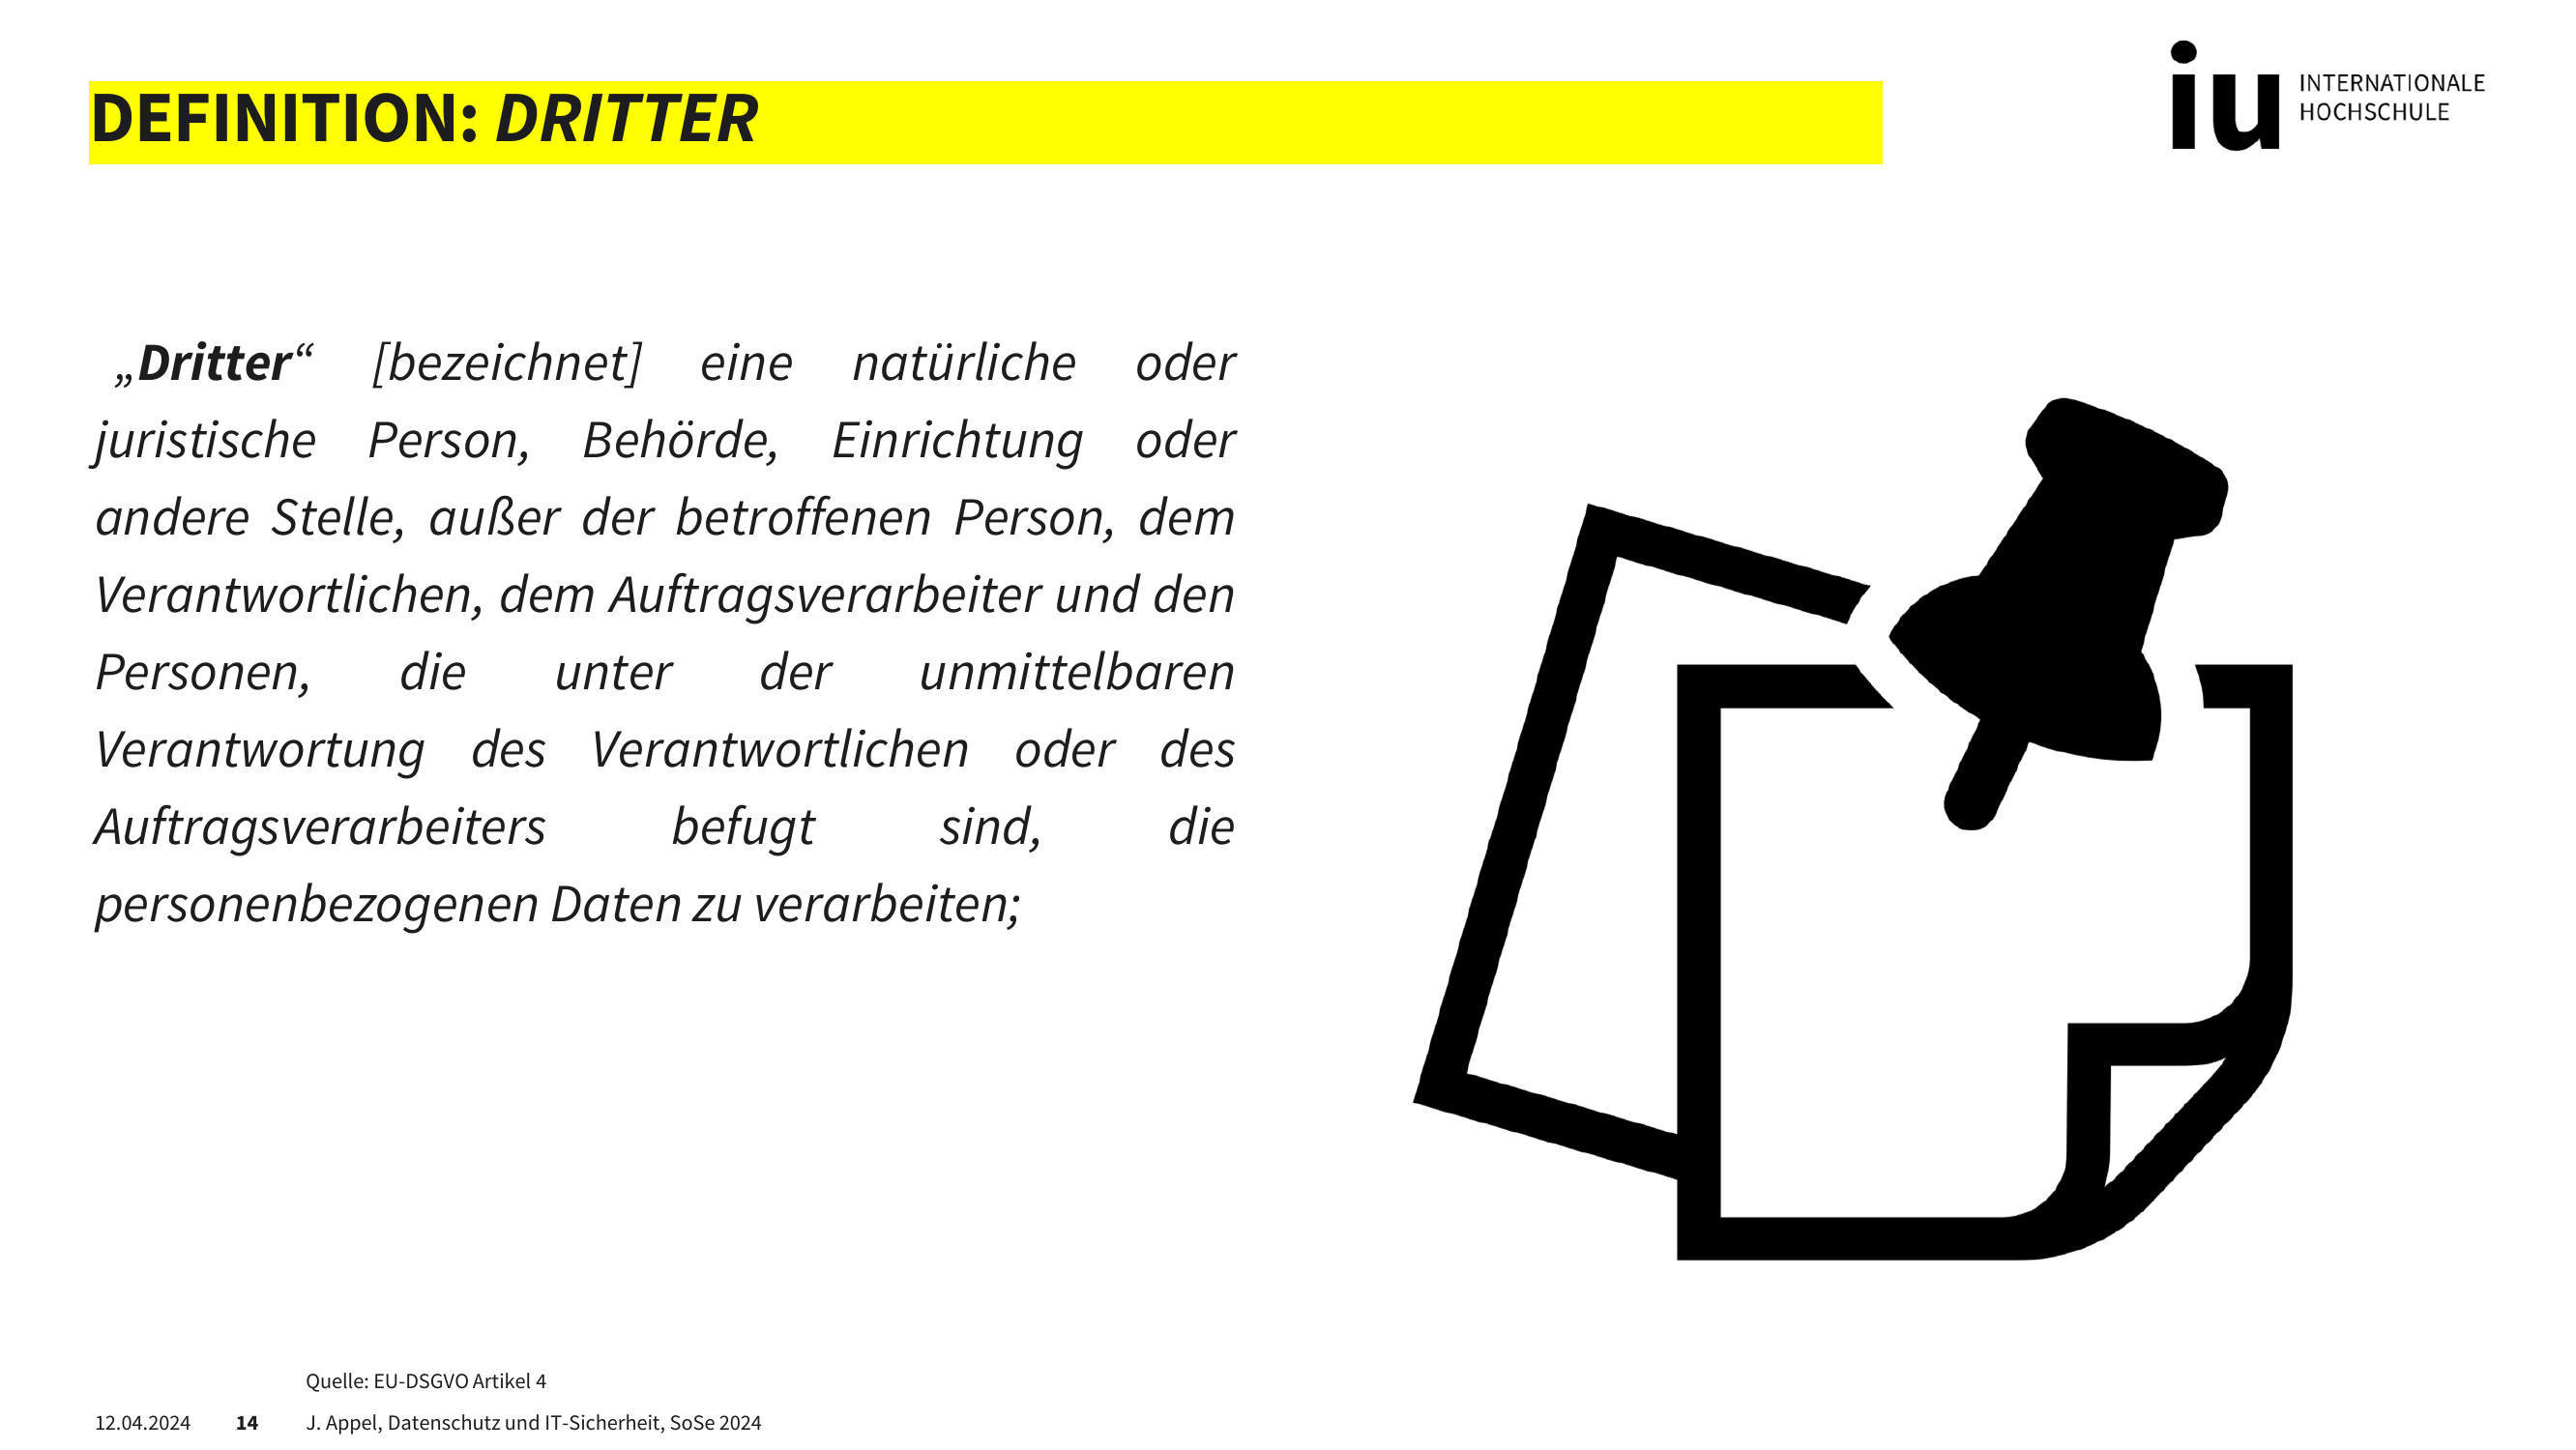 DEFINITION: DRITTER
iu INTERNATIONALE
HOCHSCHULE
„Dritter“ [bezeichnet] eine natürliche oder
juristische Person, Behörde, Einrichtung oder
andere Stelle, außer der betroffenen Person, dem
Verantwortlichen, dem Auftragsverarbeiter und den
Personen, die unter der unmittelbaren
Verantwortung des Verantwortlichen oder des
Auftragsverarbeiters befugt sind, die
personenbezogenen Daten zu verarbeiten;
Quelle: EU-DSGVO Artikel 4
12.04.2024 14 J. Appel, Datenschutz und IT-Sicherheit, SoSe 2024